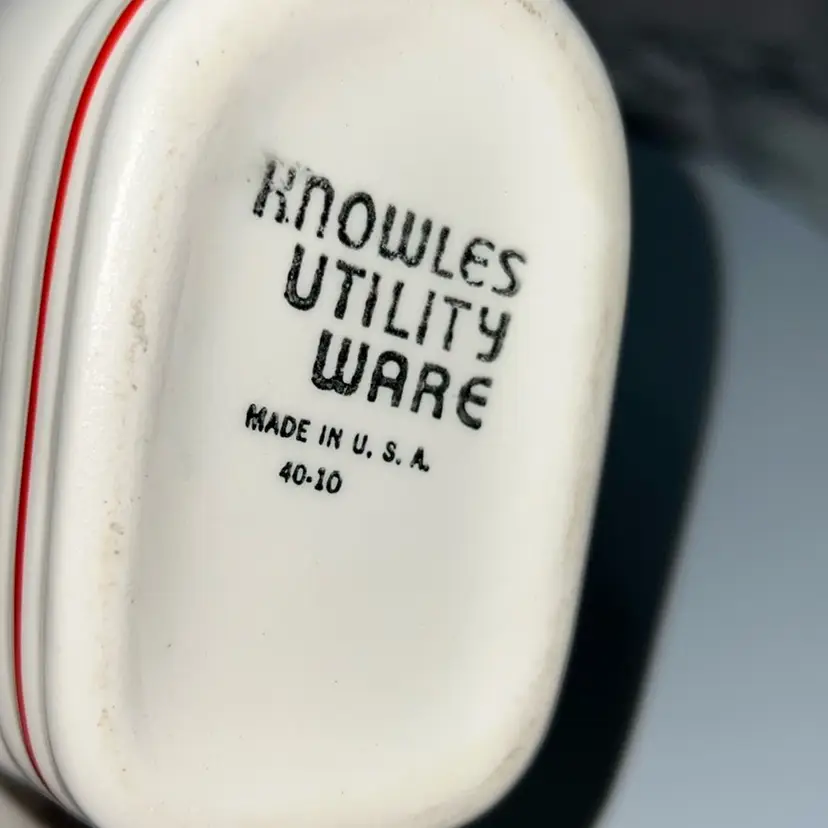 KNOWLES
UTILITY
WARE
MADE IN U. S. A.
40-10